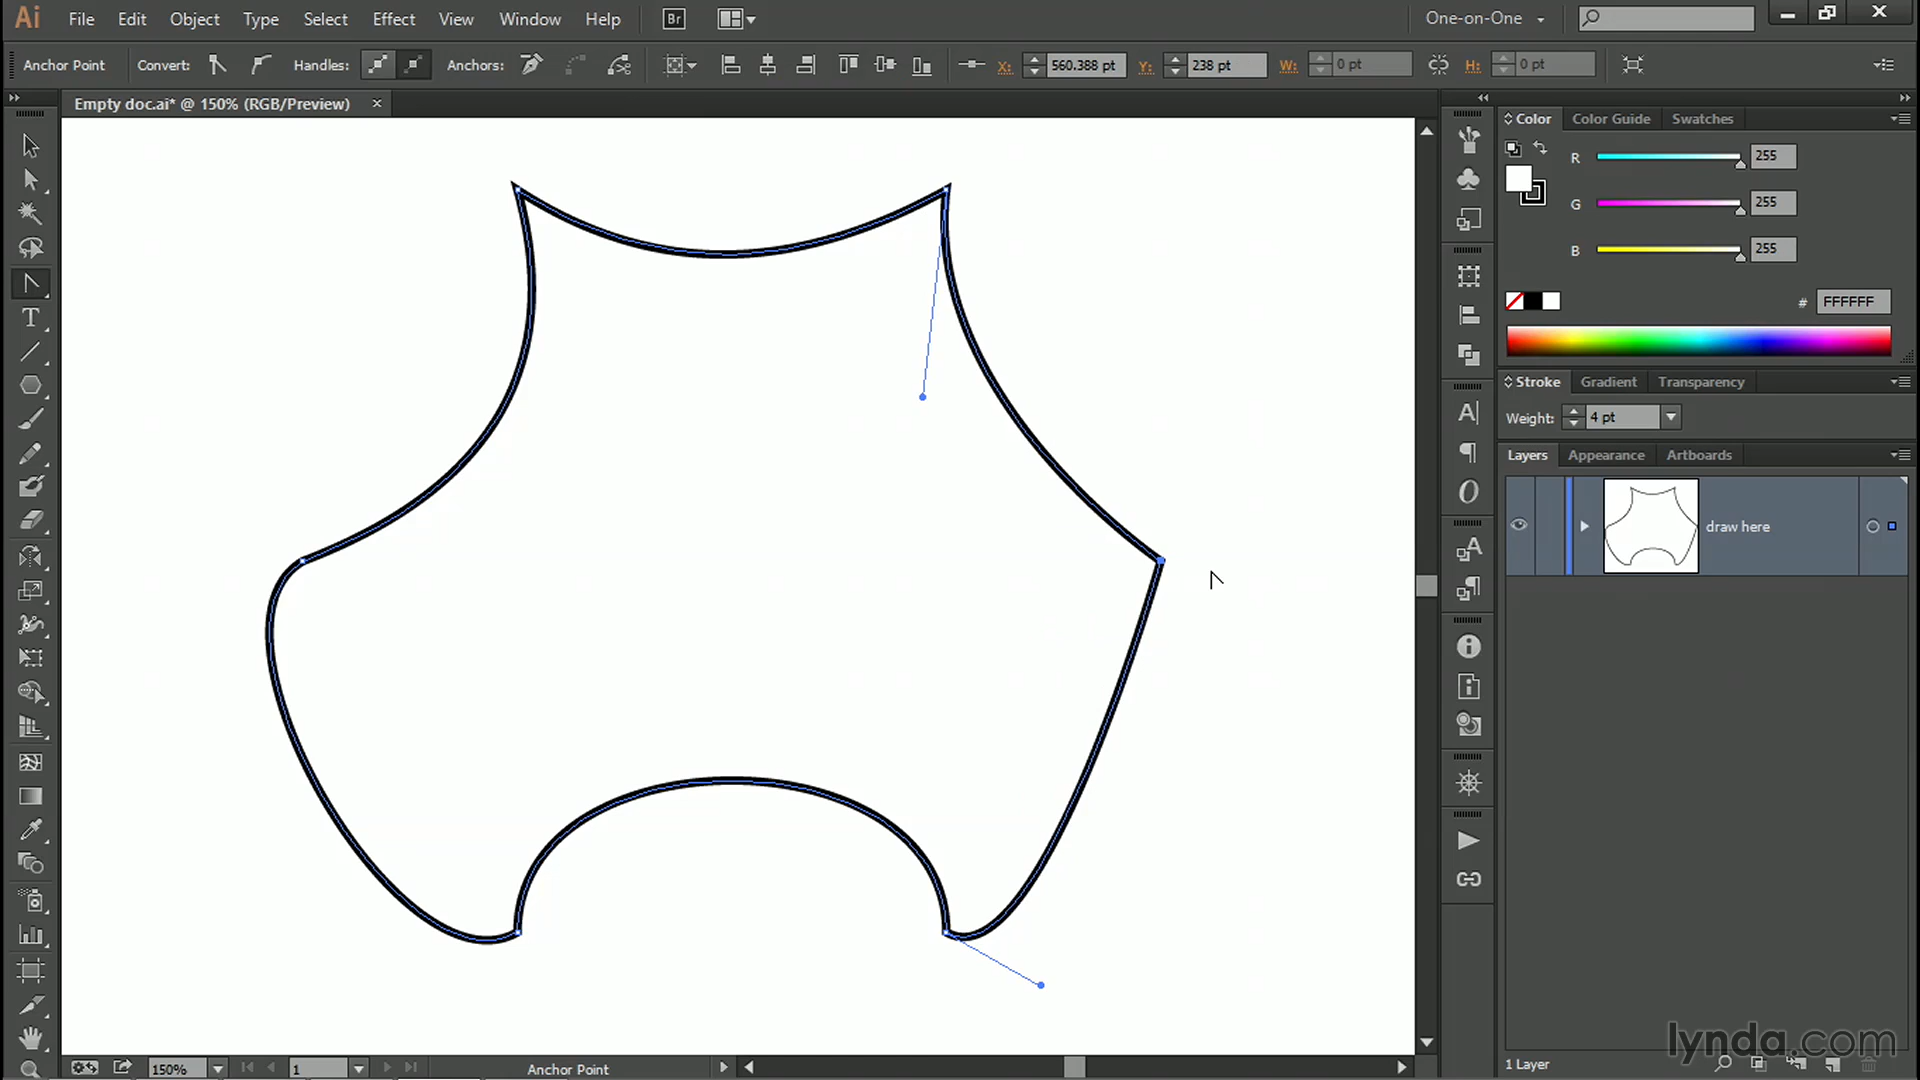 Ai File Edit Object Type Select Effect View Window Help Br One-on-One
Anchor Point Convert: Handles: Anchors: X: 560.388 pt Y: 238 pt W: 0 pt H: 0 pt
Empty doc.ai* @ 150% (RGB/Preview) ×
Color Color Guide Swatches
R 255
G 255
B 255
# FFFFFF
Stroke Gradient Transparency
Weight: 4 pt
Layers Appearance Artboards
draw here
lynda.com
1 Layer
150% 1 Anchor Point